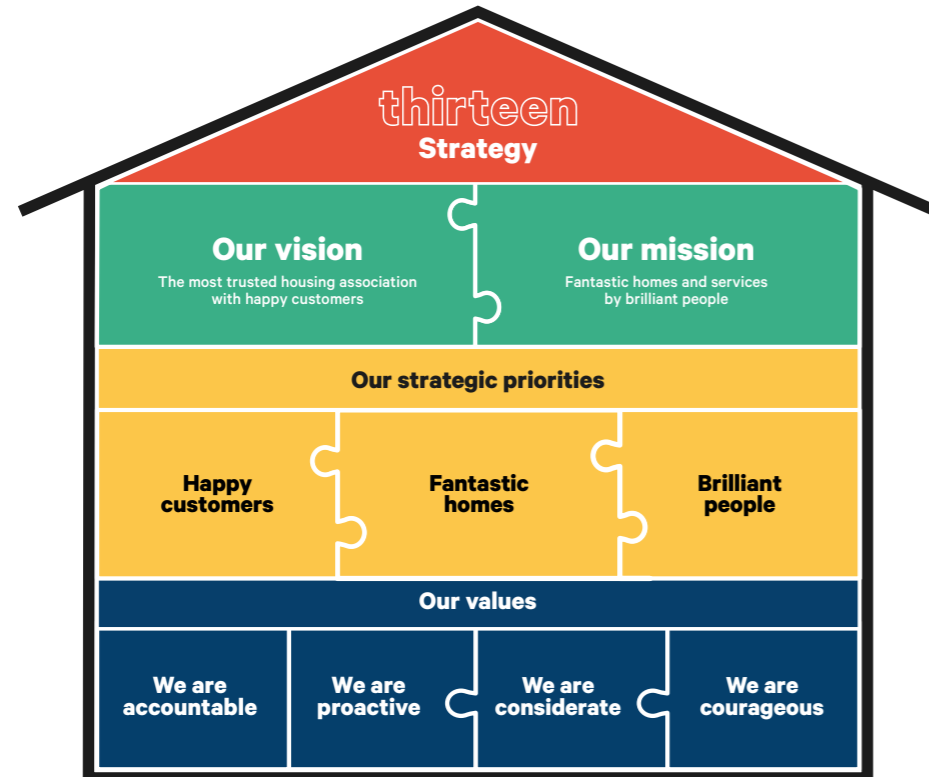 thirteen
Strategy
Our vision
The most trusted housing association
with happy customers
Our mission
Fantastic homes and services
by brilliant people
Our strategic priorities
Happy
customers
Fantastic
homes
Brilliant
people
Our values
We are
accountable
We are
proactive
We are
considerate
We are
courageous